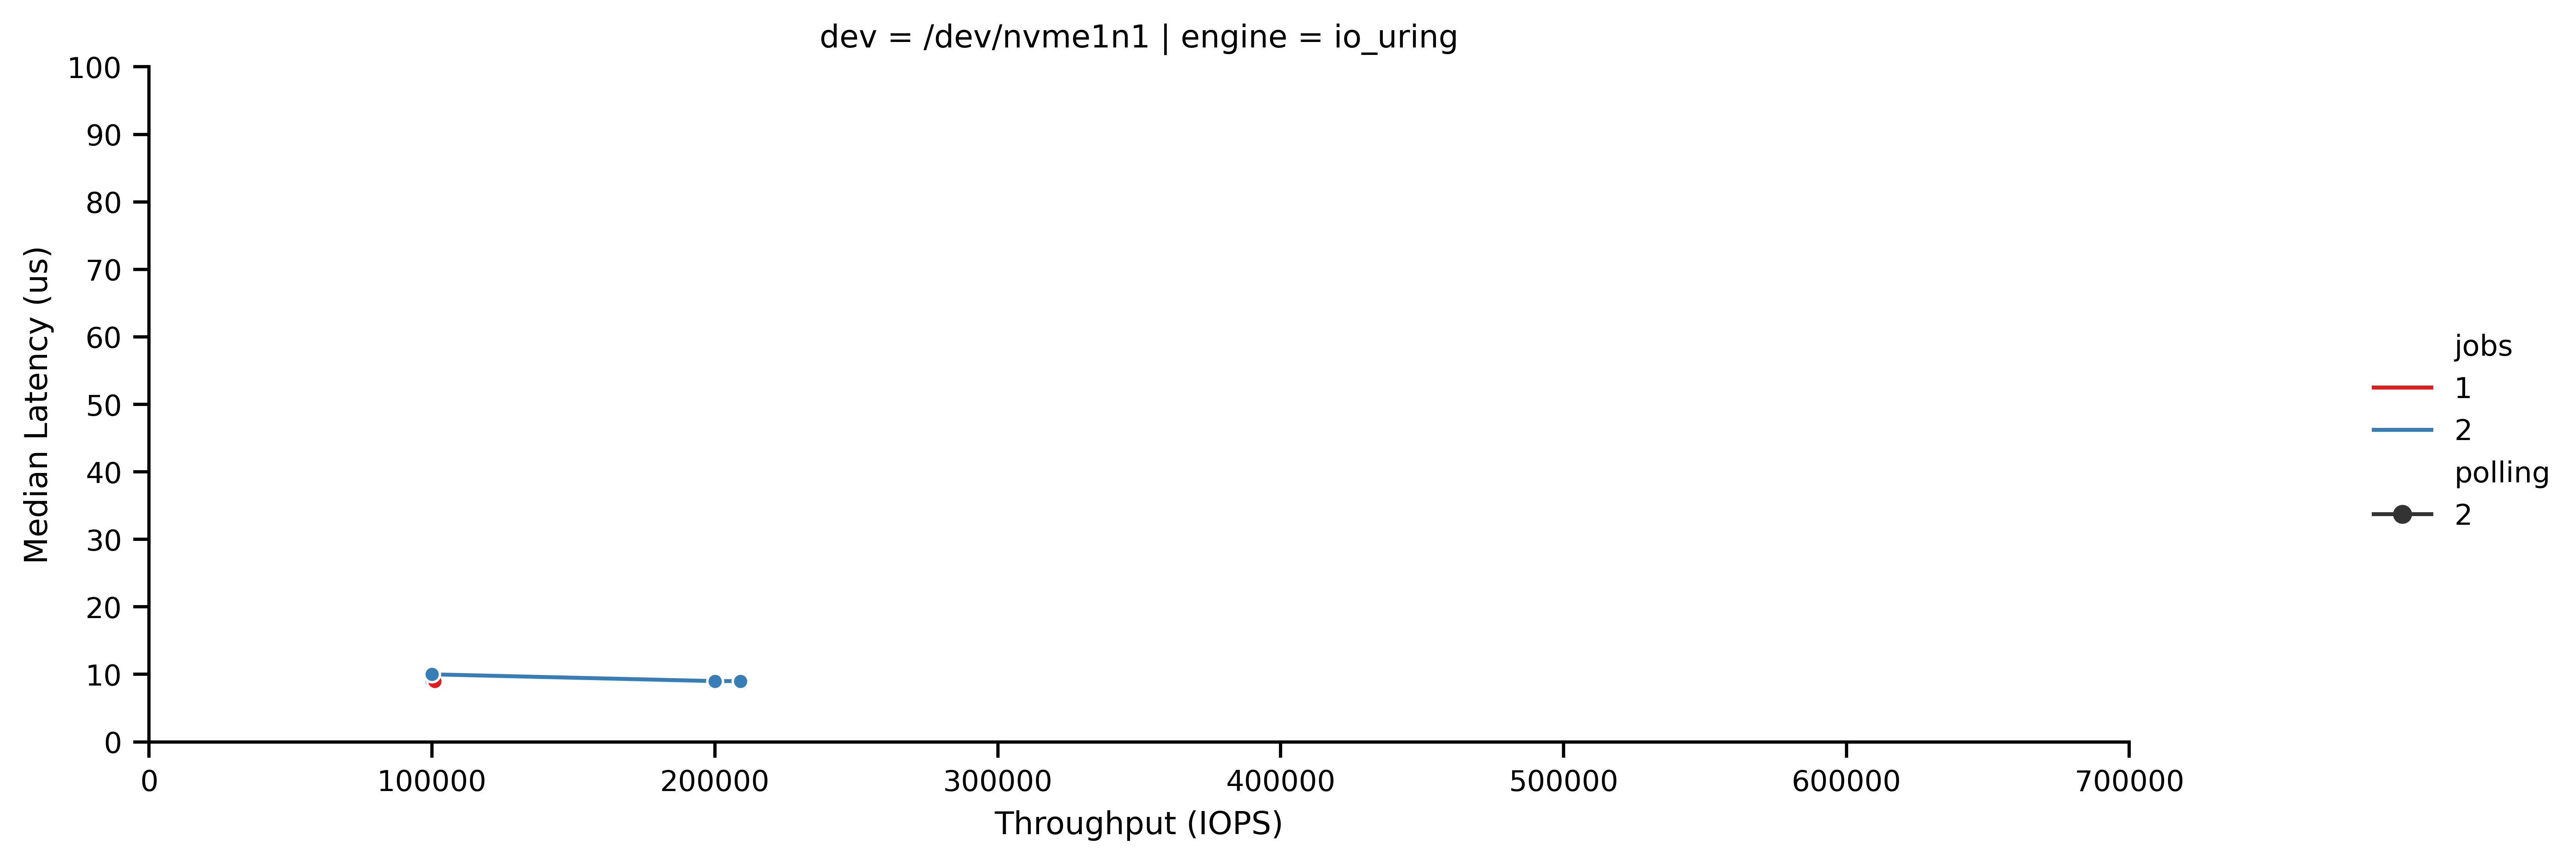 dev = /dev/nvme1n1 | engine = io_uring
100
90
80
70
60
50
40
30
20
10
0
Median Latency (us)
0 100000 200000 300000 400000 500000 600000 700000
Throughput (IOPS)
jobs
1
2
polling
2